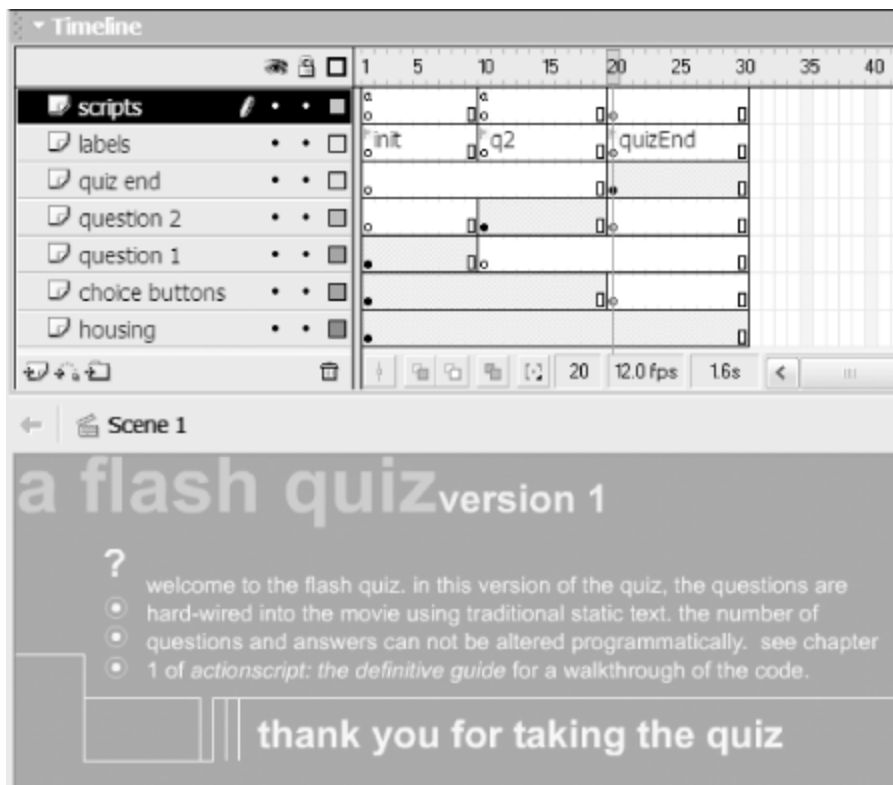 Timeline
1 5 10 15 20 25 30 35 40
scripts a a
labels init q2 quizEnd
quiz end
question 2
question 1
choice buttons
housing
20 12.0 fps 1.6s
Scene 1
a flash quiz version 1
?
welcome to the flash quiz. in this version of the quiz, the questions are
hard-wired into the movie using traditional static text. the number of
questions and answers can not be altered programmatically. see chapter
1 of actionscript: the definitive guide for a walkthrough of the code.
thank you for taking the quiz